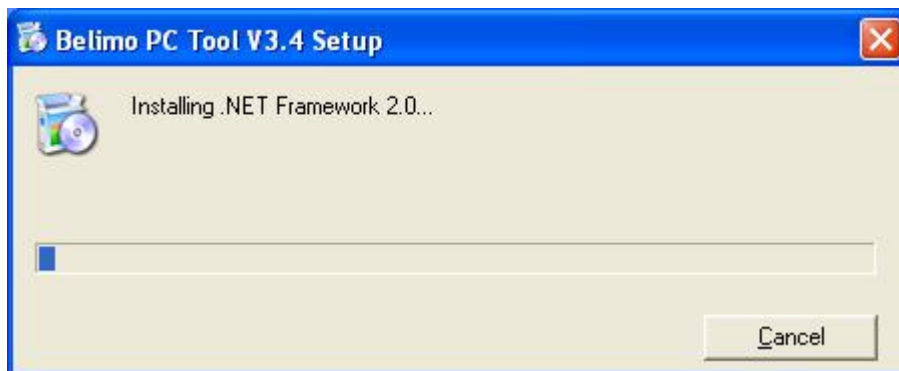 Belimo PC Tool V3.4 Setup
Installing .NET Framework 2.0...
Cancel